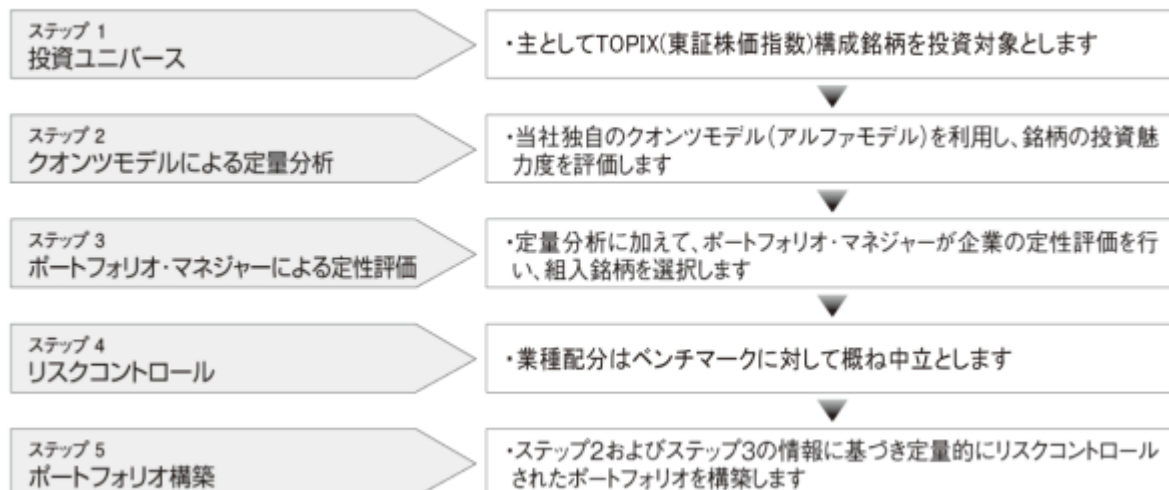 ステップ 1
投資ユニバース
・主としてTOPIX(東証株価指数)構成銘柄を投資対象とします
ステップ 2
クオンツモデルによる定量分析
・当社独自のクオンツモデル(アルファモデル)を利用し、銘柄の投資魅
力度を評価します
ステップ 3
ポートフォリオ・マネジャーによる定性評価
・定量分析に加えて、ポートフォリオ・マネジャーが企業の定性評価を行
い、組入銘柄を選択します
ステップ 4
リスクコントロール
・業種配分はベンチマークに対して概ね中立とします
ステップ 5
ポートフォリオ構築
・ステップ2およびステップ3の情報に基づき定量的にリスクコントロール
されたポートフォリオを構築します